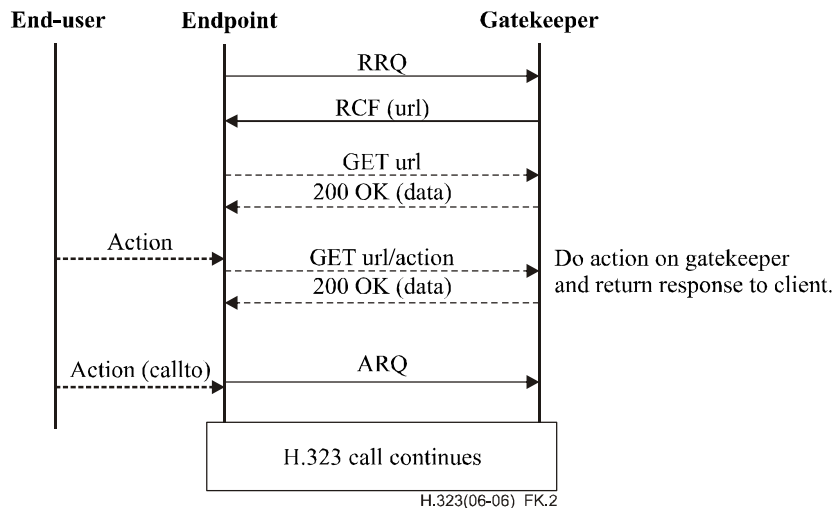 End-user Endpoint Gatekeeper
RRQ
RCF (url)
GET url
200 OK (data)
Action
GET url/action
200 OK (data)
Do action on gatekeeper
and return response to client.
Action (callto)
ARQ
H.323 call continues
H.323(06-06)_FK.2